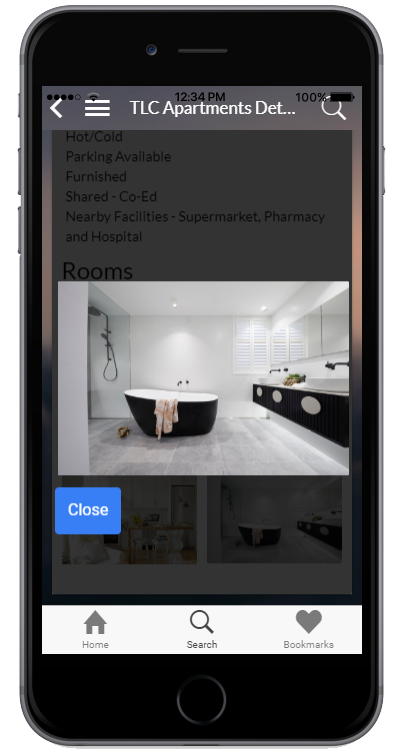 12:34 PM
100%
TLC Apartments Det...
Hot/Cold
Parking Available
Furnished
Shared - Co-Ed
Nearby Facilities - Supermarket, Pharmacy
and Hospital
Rooms
Close
Home
Search
Bookmarks